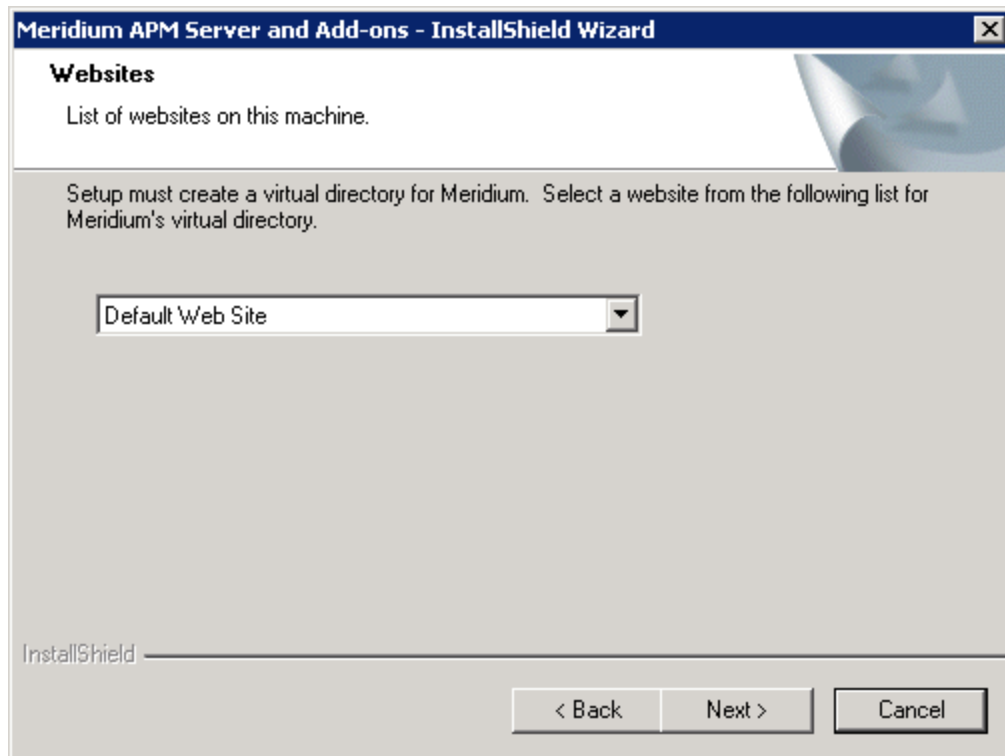 Meridium APM Server and Add-ons - InstallShield Wizard
Websites
List of websites on this machine.
Setup must create a virtual directory for Meridium.  Select a website from the following list for
Meridium's virtual directory.
Default Web Site
InstallShield
< Back
Next >
Cancel